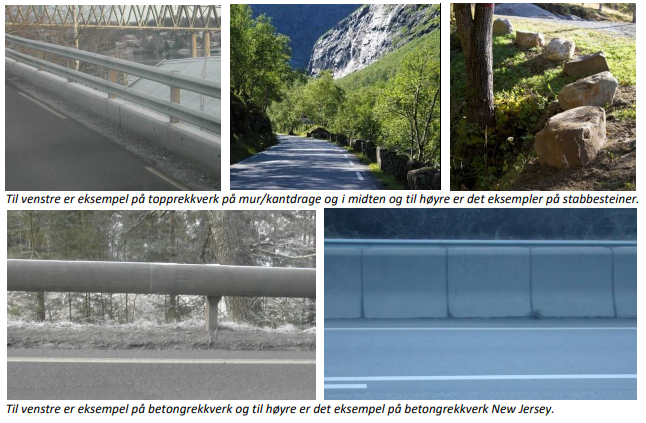 Til venstre er eksempel på topprekkverk på mur/kantdrage og i midten og til høyre er det eksempler på stabbesteiner.
Til venstre er eksempel på betongrekkverk og til høyre er det eksempel på betongrekkverk New Jersey.